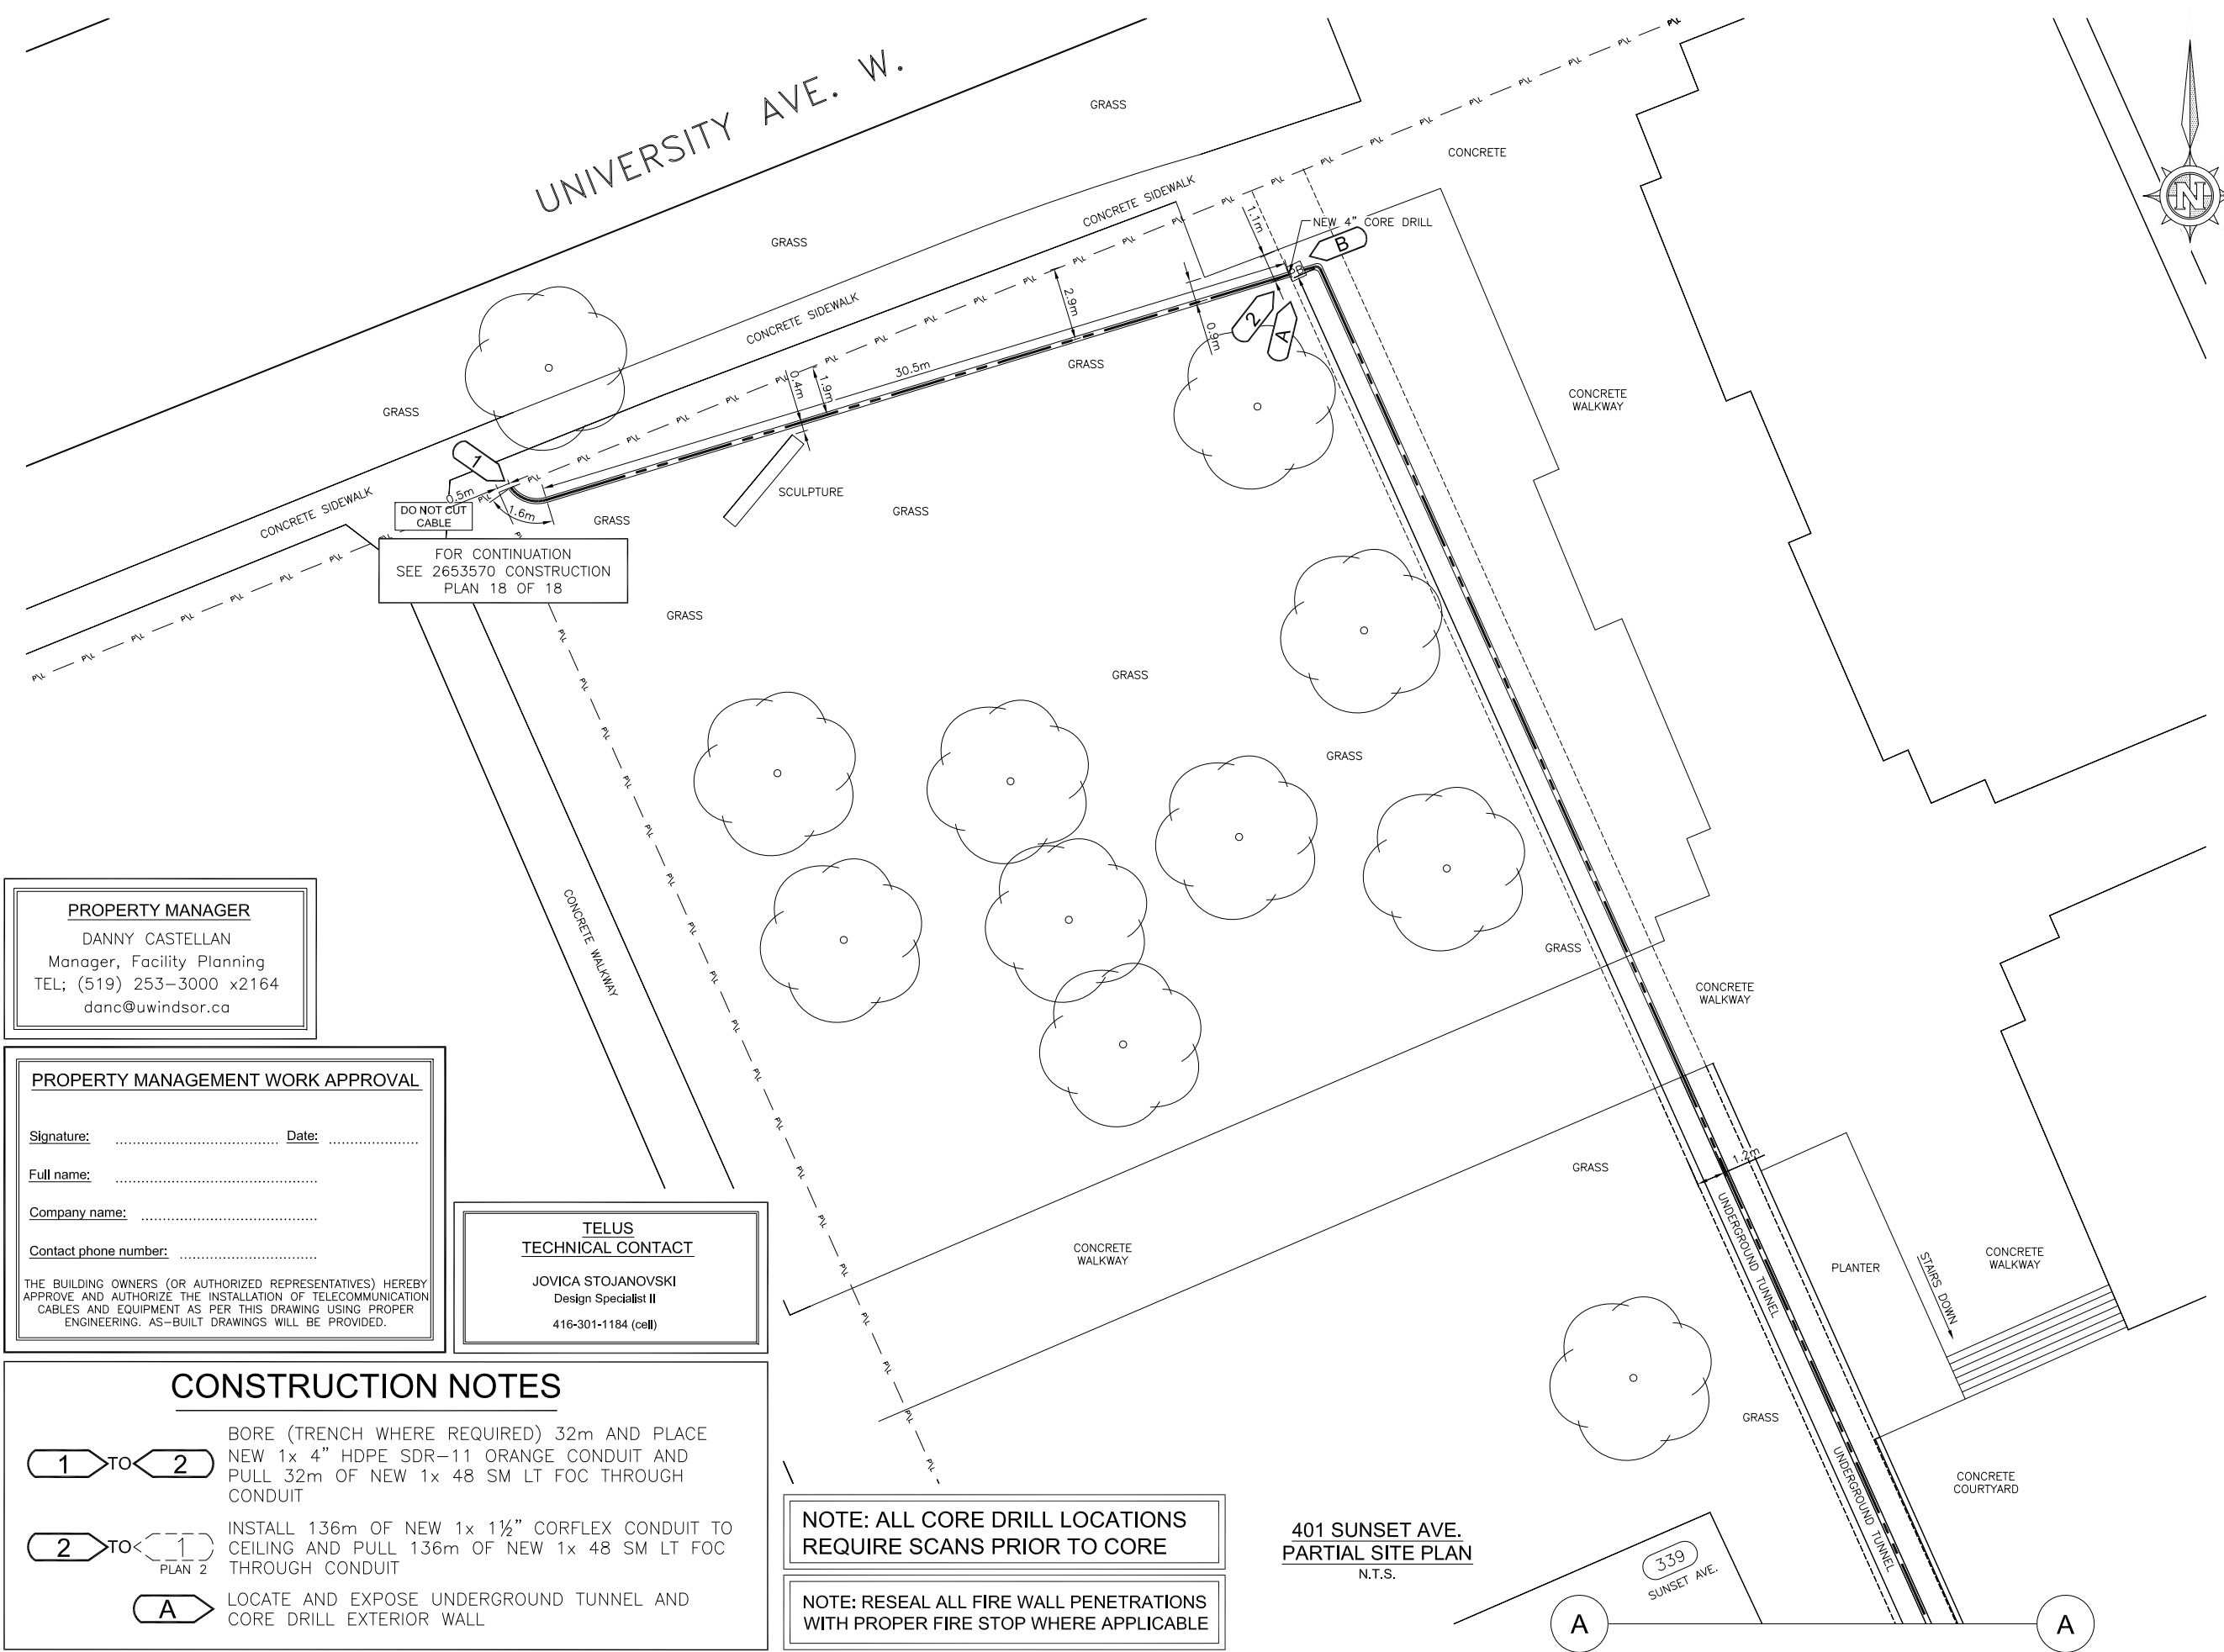 UNIVERSITY AVE. W.
GRASS
CONCRETE
CONCRETE SIDEWALK
N
1.1m
NEW 4" CORE DRILL
B
GRASS
2.9m
2
A
0.9m
CONCRETE SIDEWALK
30.5m
GRASS
0.4m
1.9m
CONCRETE
WALKWAY
GRASS
1
SCULPTURE
CONCRETE SIDEWALK
0.5m
1.6m
DO NOT CUT
CABLE
GRASS
GRASS
FOR CONTINUATION
SEE 2653570 CONSTRUCTION
PLAN 18 OF 18
GRASS
GRASS
GRASS
GRASS
CONCRETE WALKWAY
CONCRETE
WALKWAY
P\L
PROPERTY MANAGER
DANNY CASTELLAN
Manager, Facility Planning
TEL; (519) 253-3000 x2164
danc@uwindsor.ca
PROPERTY MANAGEMENT WORK APPROVAL
Signature: ........ Date: ........
Full name: ........
Company name: ........
Contact phone number: ........
THE BUILDING OWNERS (OR AUTHORIZED REPRESENTATIVES) HEREBY
APPROVE AND AUTHORIZE THE INSTALLATION OF TELECOMMUNICATION
CABLES AND EQUIPMENT AS PER THIS DRAWING USING PROPER
ENGINEERING. AS-BUILT DRAWINGS WILL BE PROVIDED.
TELUS
TECHNICAL CONTACT
JOVICA STOJANOVSKI
Design Specialist II
416-301-1184 (cell)
GRASS
1.2m
UNDERGROUND TUNNEL
CONCRETE
WALKWAY
PLANTER
STAIRS DOWN
CONCRETE
WALKWAY
GRASS
UNDERGROUND TUNNEL
CONCRETE
COURTYARD
CONSTRUCTION NOTES
1 TO 2
BORE (TRENCH WHERE REQUIRED) 32m AND PLACE
NEW 1x 4" HDPE SDR-11 ORANGE CONDUIT AND
PULL 32m OF NEW 1x 48 SM LT FOC THROUGH
CONDUIT
2 TO 1
PLAN 2
INSTALL 136m OF NEW 1x 1½" CORFLEX CONDUIT TO
CEILING AND PULL 136m OF NEW 1x 48 SM LT FOC
THROUGH CONDUIT
A
LOCATE AND EXPOSE UNDERGROUND TUNNEL AND
CORE DRILL EXTERIOR WALL
NOTE: ALL CORE DRILL LOCATIONS
REQUIRE SCANS PRIOR TO CORE
NOTE: RESEAL ALL FIRE WALL PENETRATIONS
WITH PROPER FIRE STOP WHERE APPLICABLE
401 SUNSET AVE.
PARTIAL SITE PLAN
N.T.S.
339
SUNSET AVE.
A
A